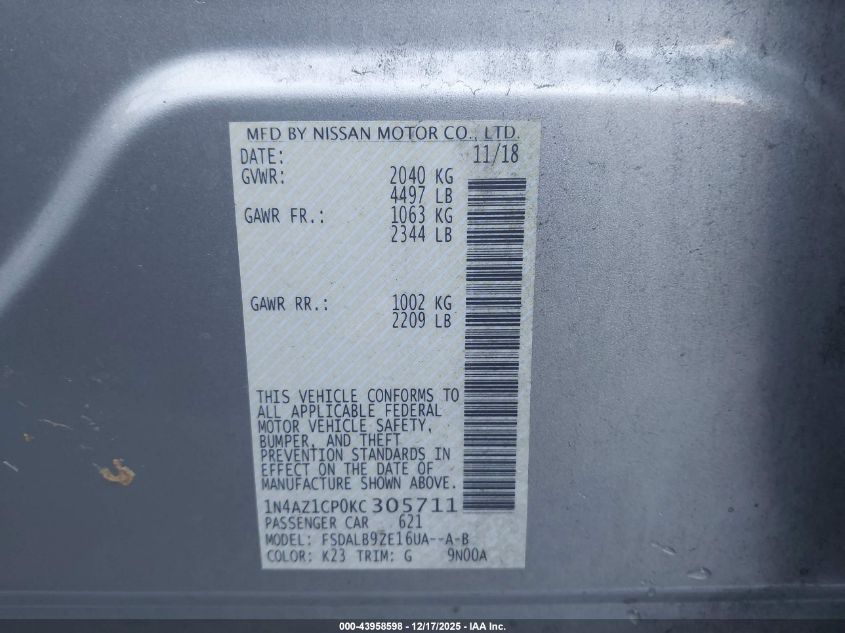 MFD BY NISSAN MOTOR CO., LTD.
DATE: 11/18
GVWR: 2040 KG
4497 LB
GAWR FR.: 1063 KG
2344 LB
GAWR RR.: 1002 KG
2209 LB
THIS VEHICLE CONFORMS TO
ALL APPLICABLE FEDERAL
MOTOR VEHICLE SAFETY,
BUMPER, AND THEFT
PREVENTION STANDARDS IN
EFFECT ON THE DATE OF
MANUFACTURE SHOWN ABOVE.
1N4AZ1CP0KC305711
PASSENGER CAR 621
MODEL: FSDALB9ZE16UA--A-B
COLOR: K23 TRIM: G 9N00A
000-43958598 - 12/17/2025 - IAA Inc.